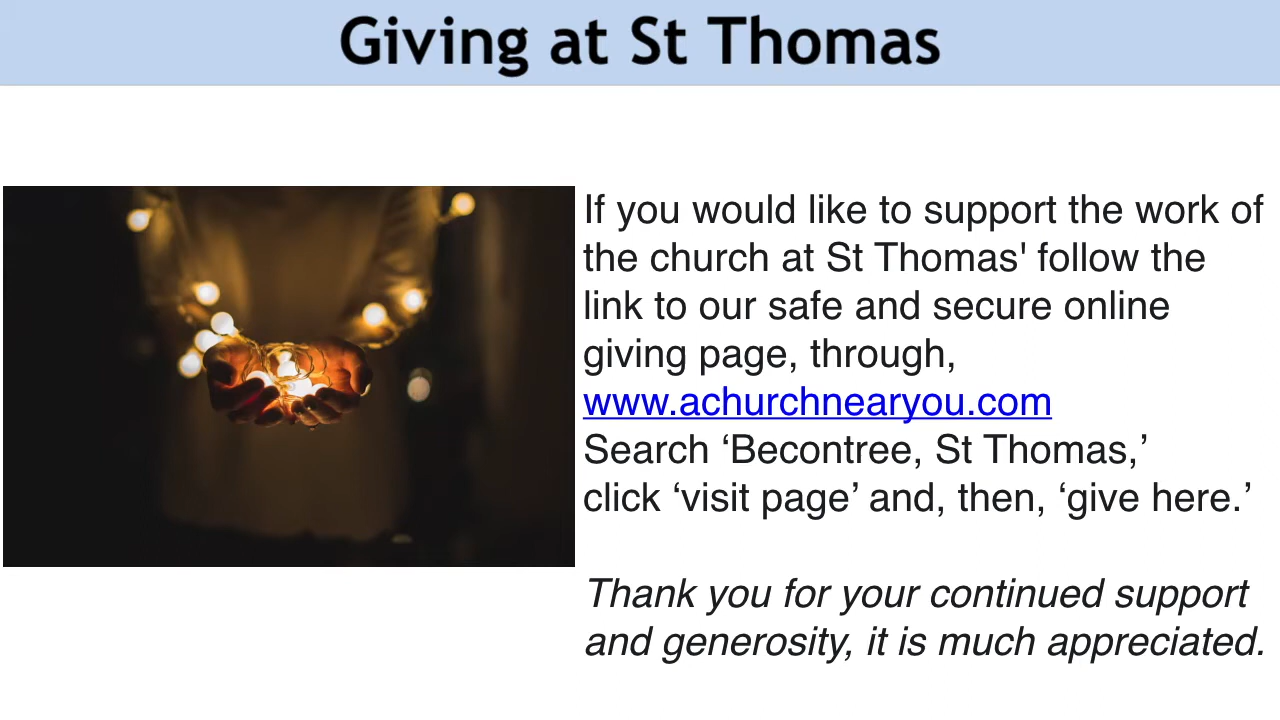 Giving at St Thomas
If you would like to support the work of
the church at St Thomas' follow the
link to our safe and secure online
giving page, through,
www.achurchnearyou.com
Search ‘Becontree, St Thomas,’
click ‘visit page’ and, then, ‘give here.’
Thank you for your continued support
and generosity, it is much appreciated.